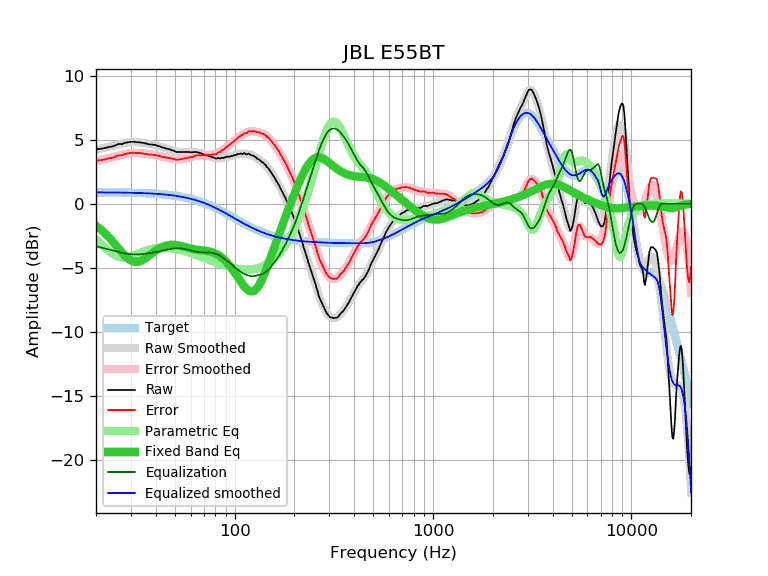 JBL E55BT
10
5
0
−5
−10
−15
−20
Amplitude (dBr)
Target
Raw Smoothed
Error Smoothed
Raw
Error
Parametric Eq
Fixed Band Eq
Equalization
Equalized smoothed
100
1000
10000
Frequency (Hz)